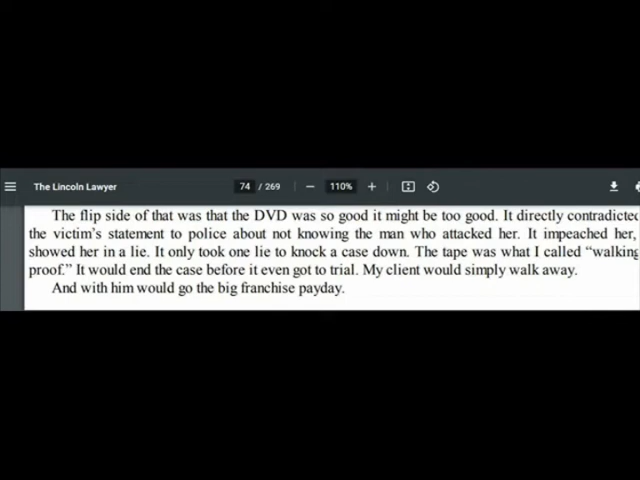 The Lincoln Lawyer 74 / 269 — 110% +
The flip side of that was that the DVD was so good it might be too good. It directly contradicted
the victim's statement to police about not knowing the man who attacked her. It impeached her,
showed her in a lie. It only took one lie to knock a case down. The tape was what I called “walking
proof.” It would end the case before it even got to trial. My client would simply walk away.
And with him would go the big franchise payday.